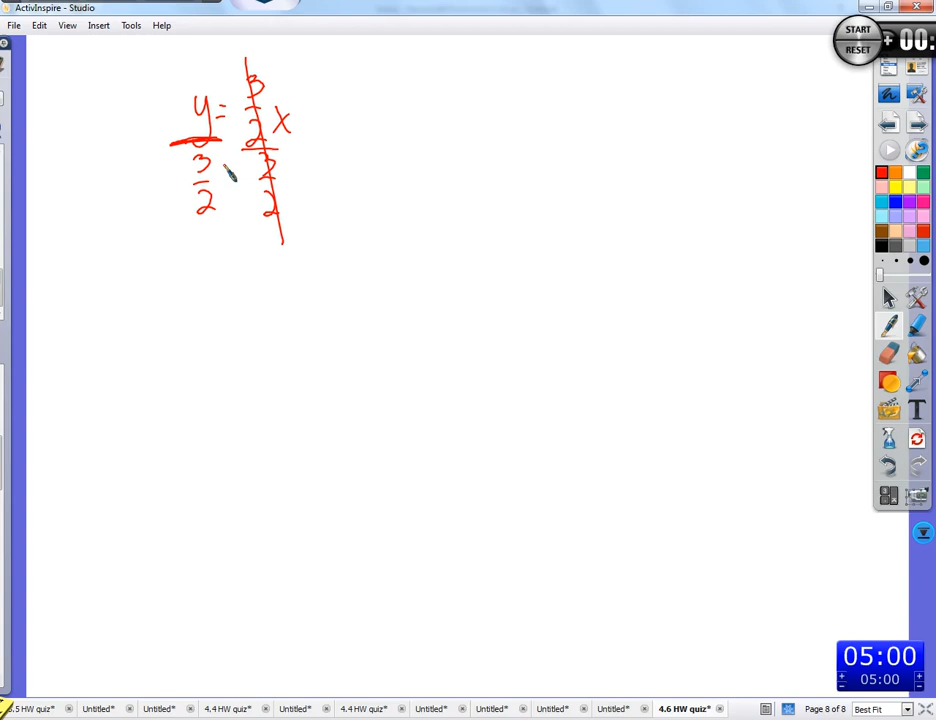 ActivInspire - Studio
File Edit View Insert Tools Help
START
RESET
+ 00:
y = 3/2 x
3/2 2/2
T
05:00
05:00
5.5 HW quiz* Untitled* Untitled* 4.4 HW quiz* Untitled* 4.4 HW quiz* Untitled* Untitled* Untitled* Untitled* 4.6 HW quiz* Page 8 of 8 Best Fit